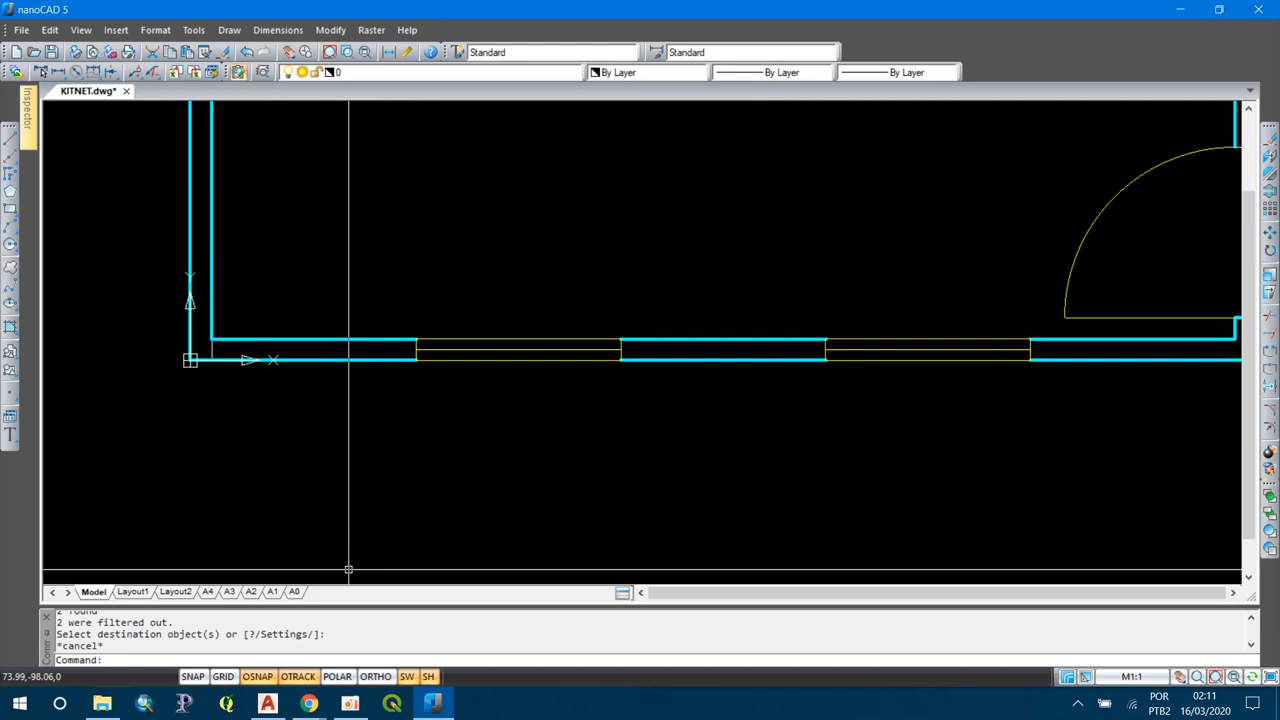 nanoCAD 5
File Edit View Insert Format Tools Draw Dimensions Modify Raster Help
Standard Standard
0 By Layer By Layer By Layer
KITNET.dwg*
Inspector
Y
X
Model Layout1 Layout2 A4 A3 A2 A1 A0
2 found
2 were filtered out.
Select destination object(s) or [?/Settings/]:
*cancel*
Command:
73.99,-98.06,0 SNAP GRID OSNAP OTRACK POLAR ORTHO SW SH M1:1
POR 02:11
PTB2 16/03/2020